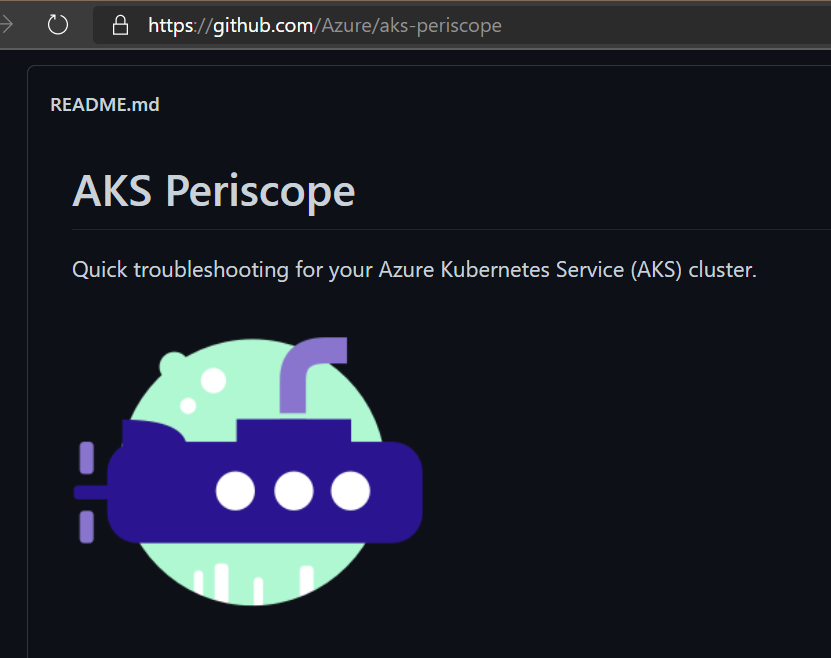 https://github.com/Azure/aks-periscope
README.md
AKS Periscope
Quick troubleshooting for your Azure Kubernetes Service (AKS) cluster.